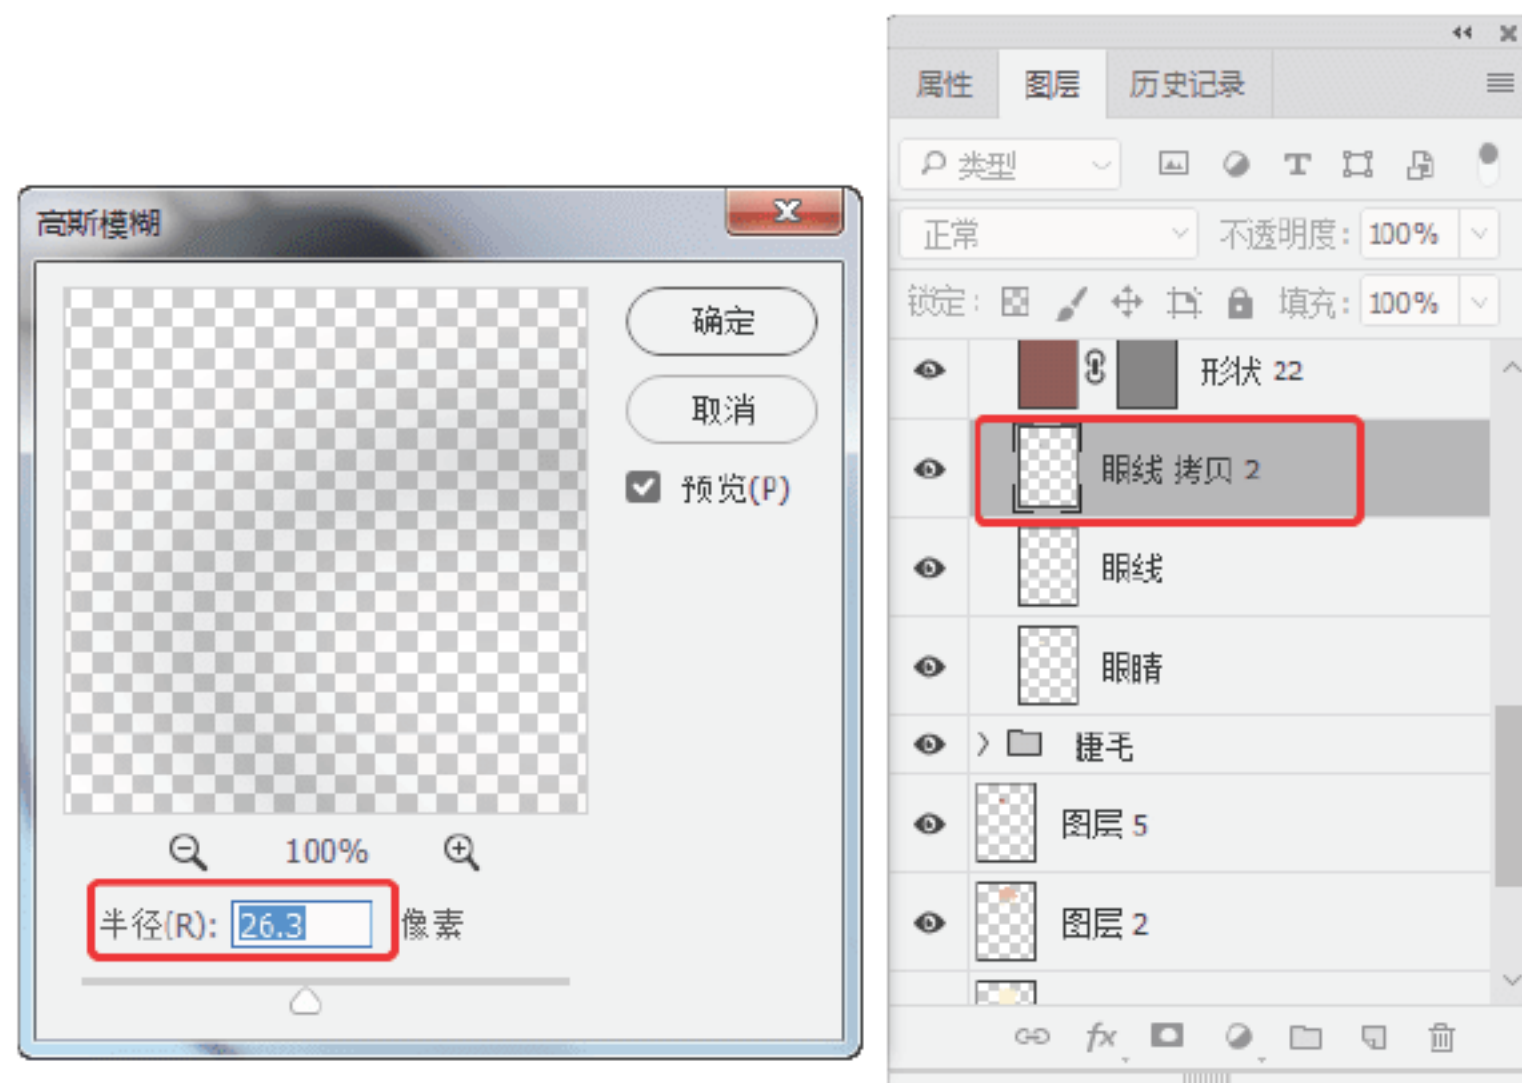 高斯模糊
确定
取消
预览(P)
100%
半径(R): 26.3 像素
属性 图层 历史记录
类型
正常 不透明度: 100%
锁定: 填充: 100%
形状 22
眼线 拷贝 2
眼线
眼睛
睫毛
图层 5
图层 2
fx